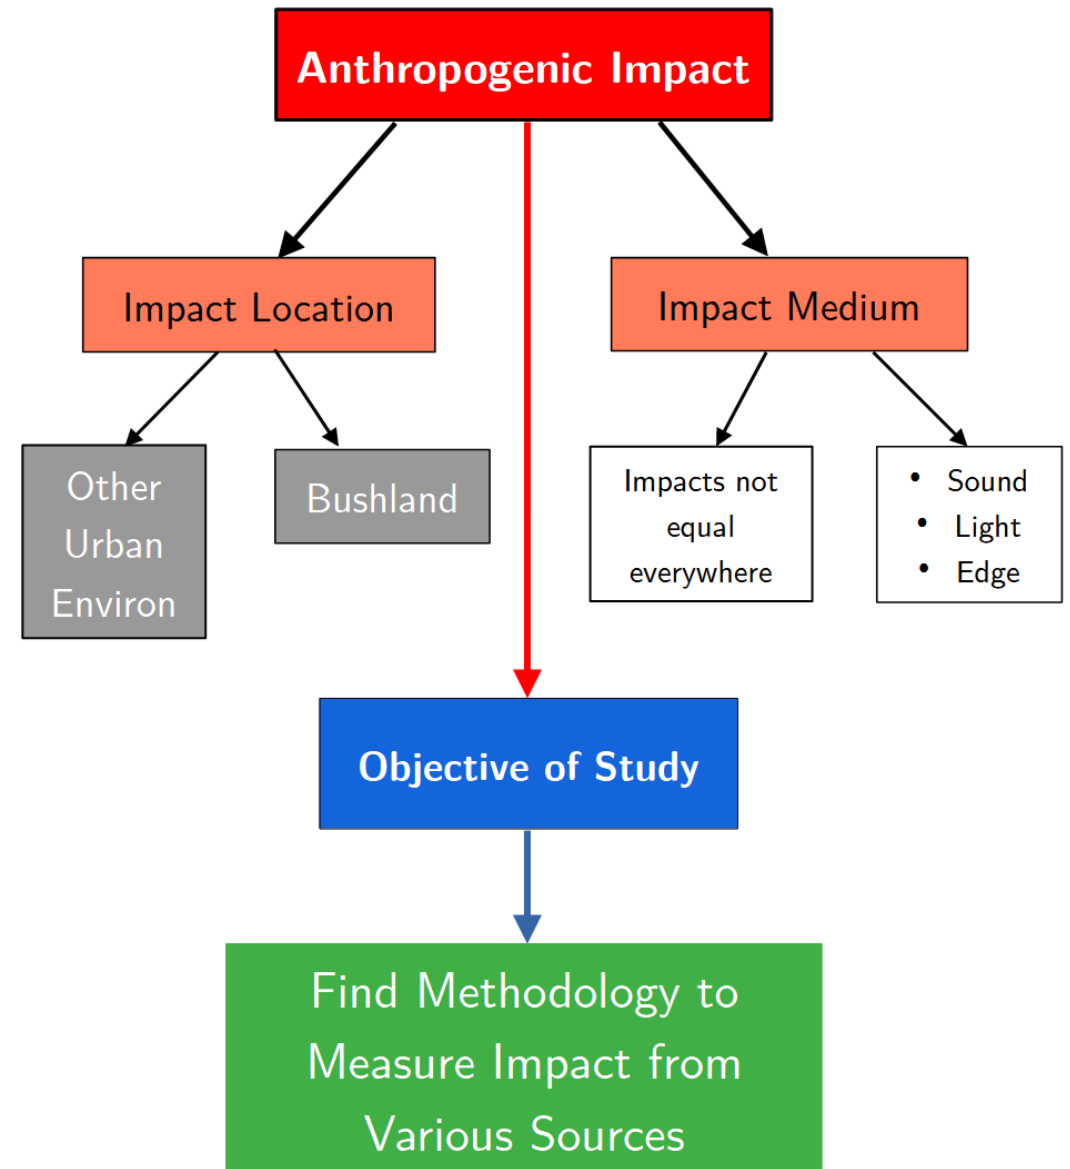 Anthropogenic Impact
Impact Location
Impact Medium
Other
Urban
Environ
Bushland
Impacts not
equal
everywhere
• Sound
• Light
• Edge
Objective of Study
Find Methodology to
Measure Impact from
Various Sources